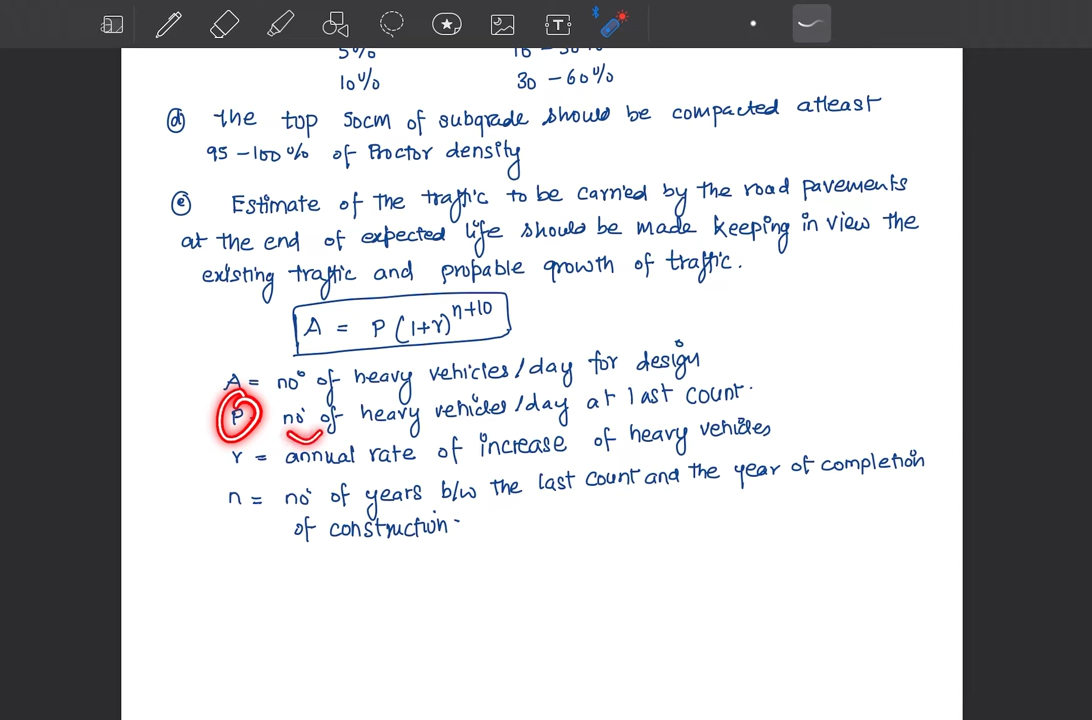 5%
10%
30 - 60%
ⓓ the top 50cm of subgrade should be compacted atleast
95 - 100% of Proctor density
ⓔ Estimate of the traffic to be carried by the road pavements
at the end of expected life should be made keeping in view the
existing traffic and propable growth of traffic.
A = P (1+r)^{n+10}
A = no° of heavy vehicles/day for design
P no° of heavy vehicles/day at last count.
r = annual rate of increase of heavy vehicles
n = no° of years b/w the last count and the year of completion
of construction.
T